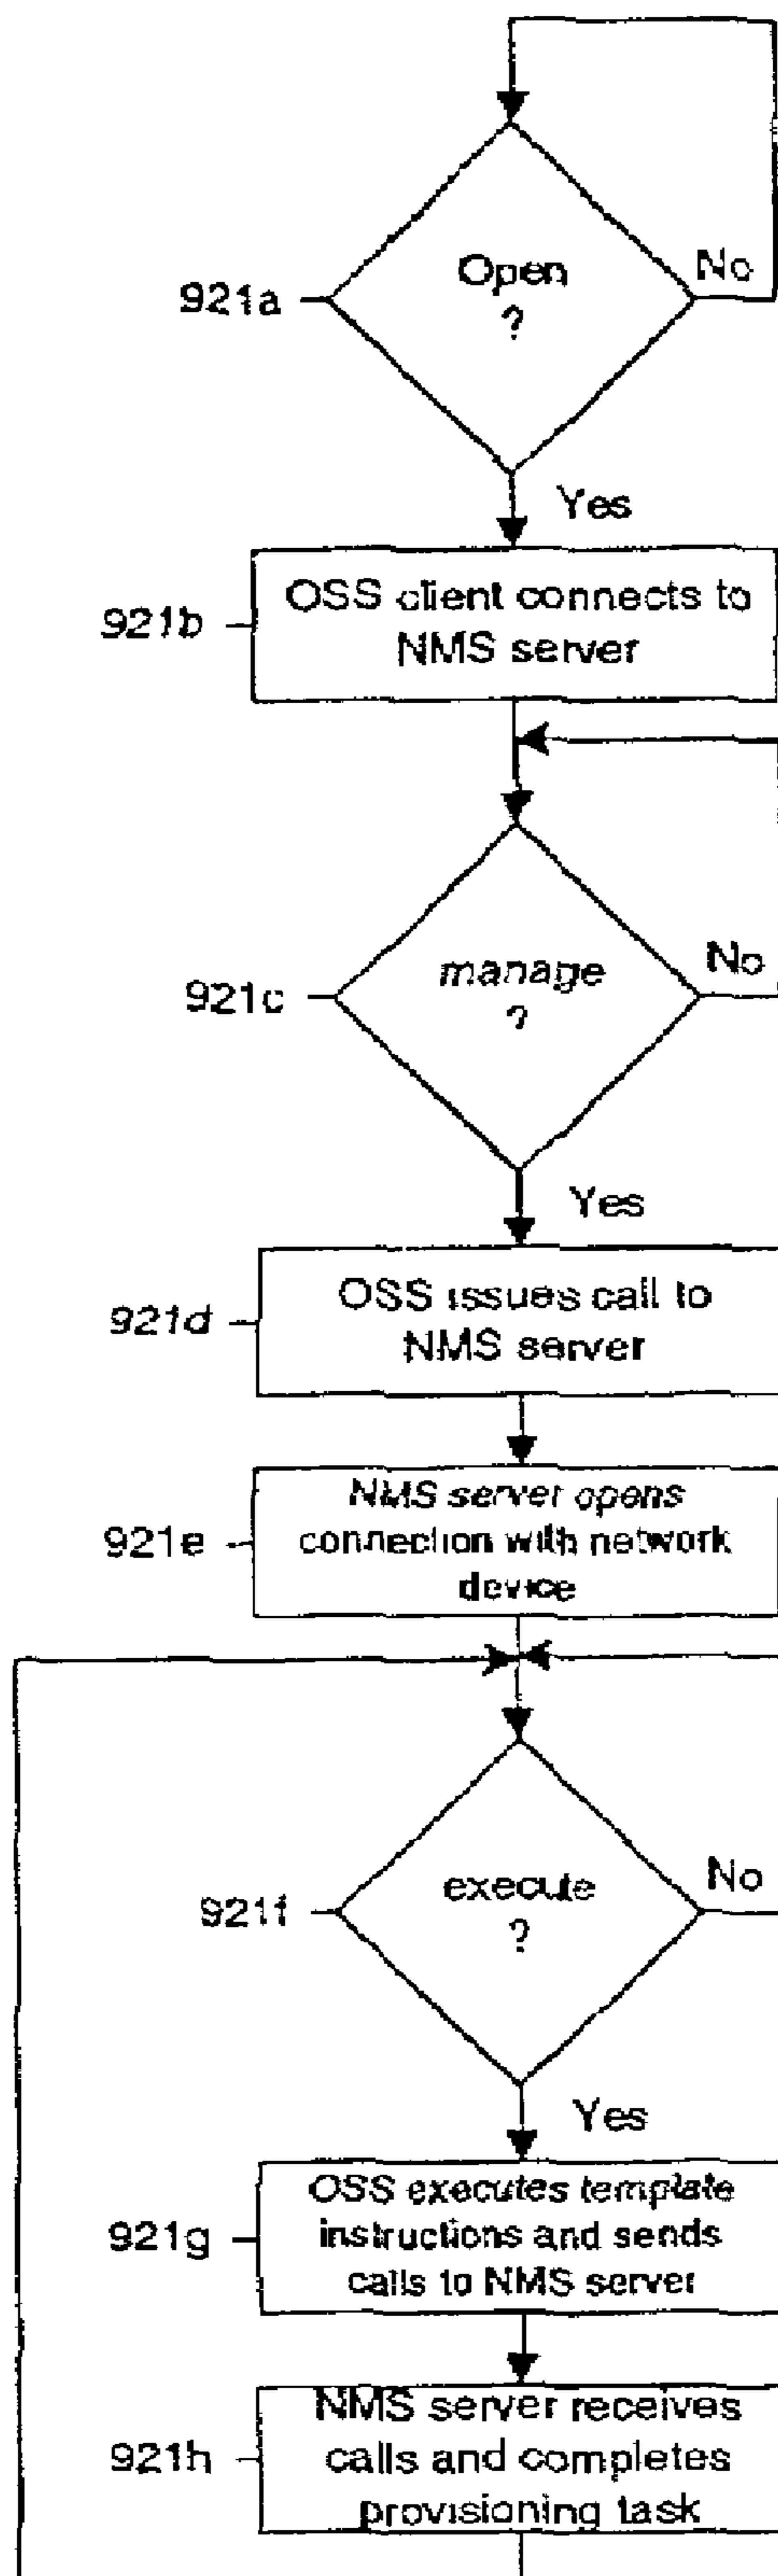 Open
?
No
921a
Yes
921b
OSS client connects to
NMS server
manage
?
No
921c
Yes
921d
OSS issues call to
NMS server
921e
NMS server opens
connection with network
device
execute
?
No
921f
Yes
921g
OSS executes template
instructions and sends
calls to NMS server
921h
NMS server receives
calls and completes
provisioning task